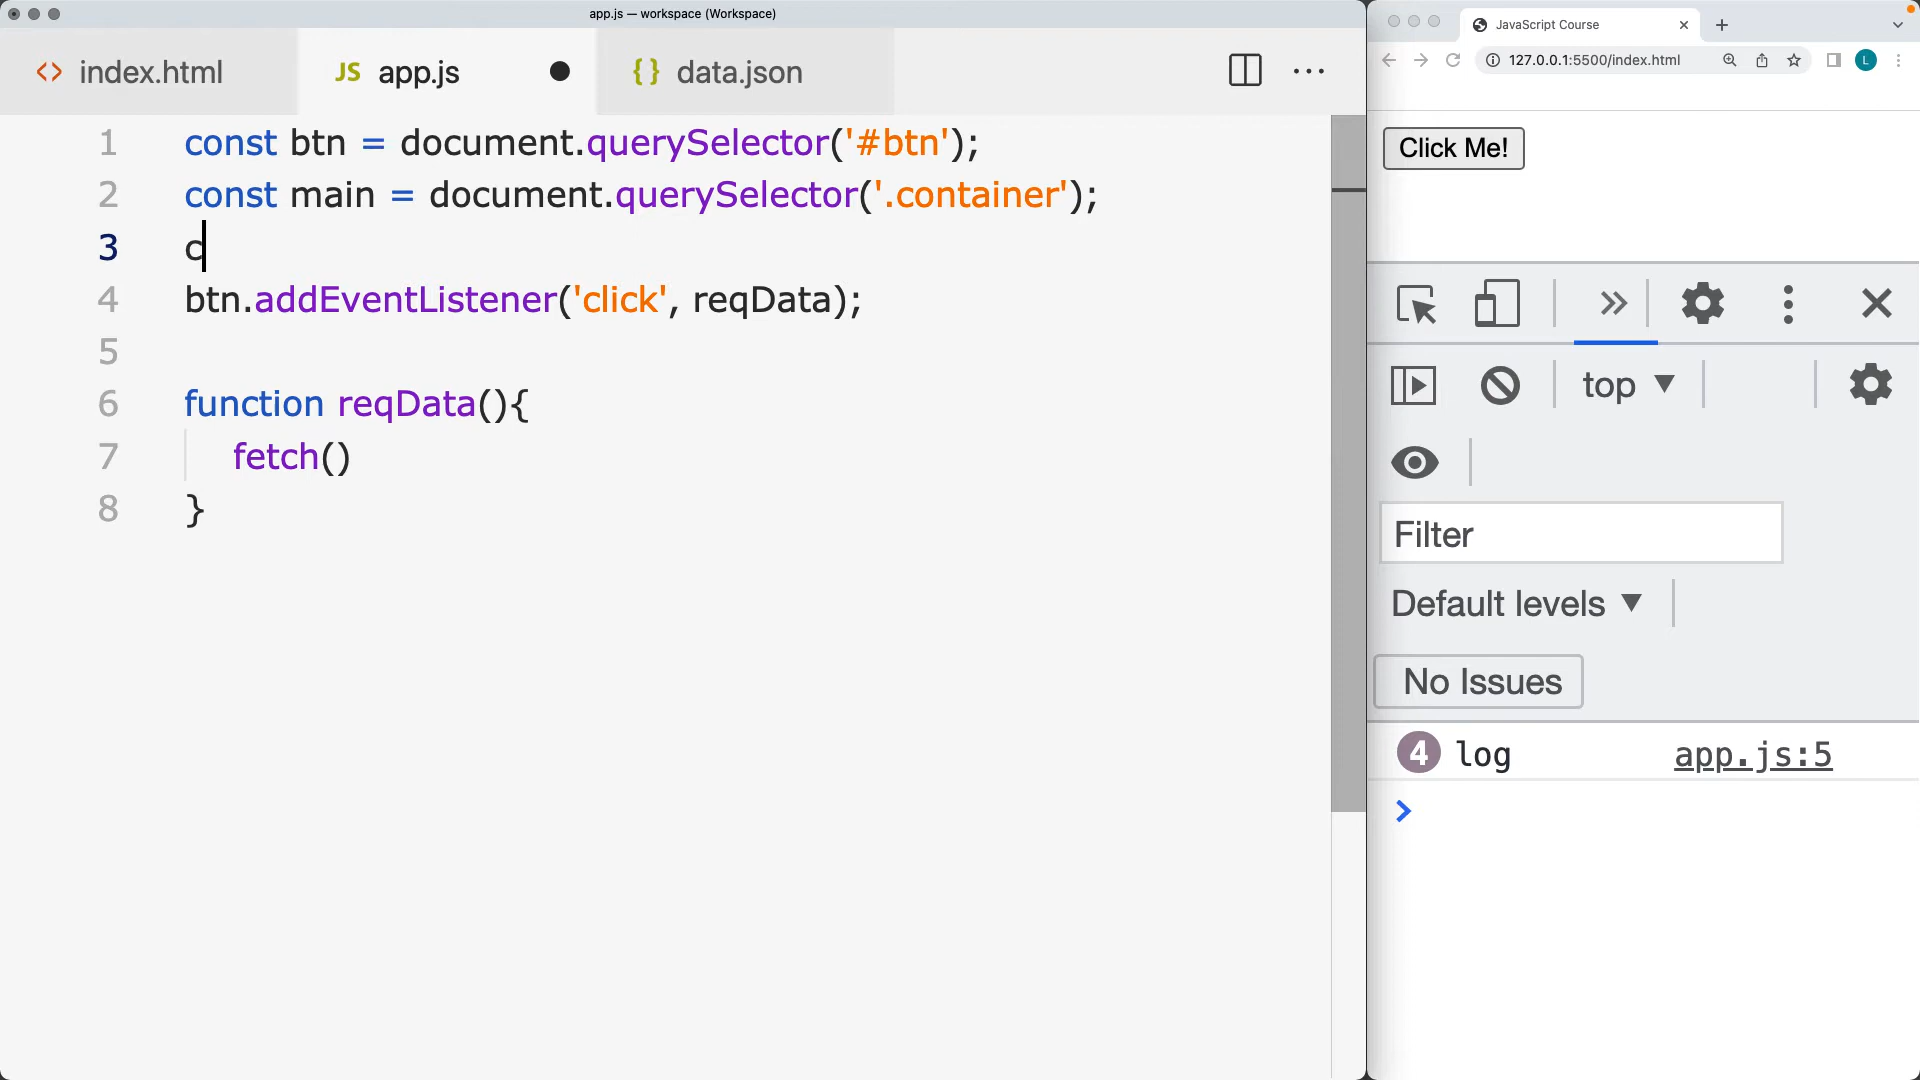 app.js — workspace (Workspace)
<> index.html
JS app.js
{} data.json
1 const btn = document.querySelector('#btn');
2 const main = document.querySelector('.container');
3 c
4 btn.addEventListener('click', reqData);
5
6 function reqData(){
7 fetch()
8 }
JavaScript Course
127.0.0.1:5500/index.html
L
Click Me!
top
Filter
Default levels
No Issues
4 log app.js:5